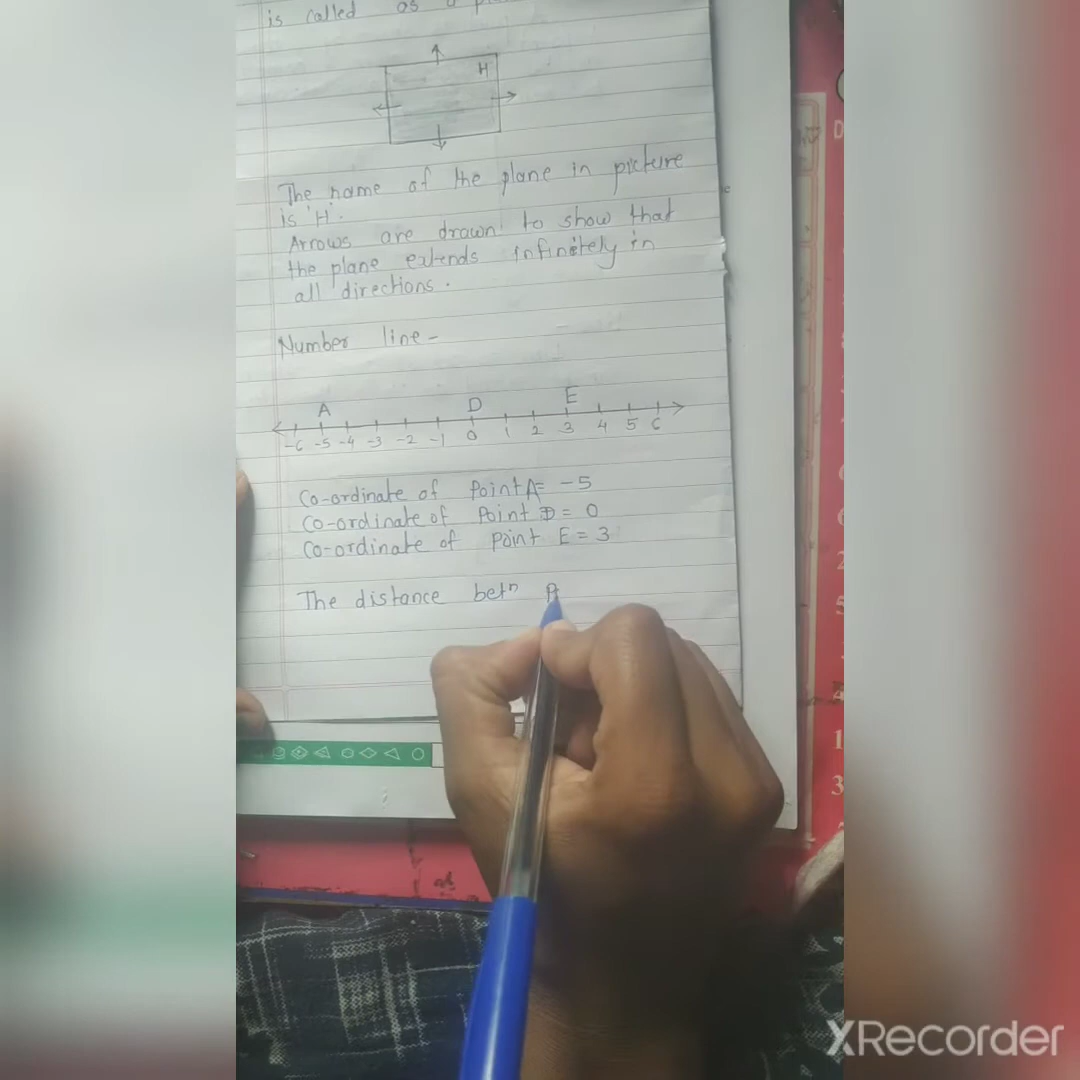 is called as a
H
The name of the plane in picture
is 'H'.
Arrows are drawn to show that
the plane extends infinitely in
all directions.
Number line-
A D E
-6 -5 -4 -3 -2 -1 0 1 2 3 4 5 6
Co-ordinate of Point A= -5
Co-ordinate of Point D= 0
Co-ordinate of Point E= 3
The distance betn
XRecorder